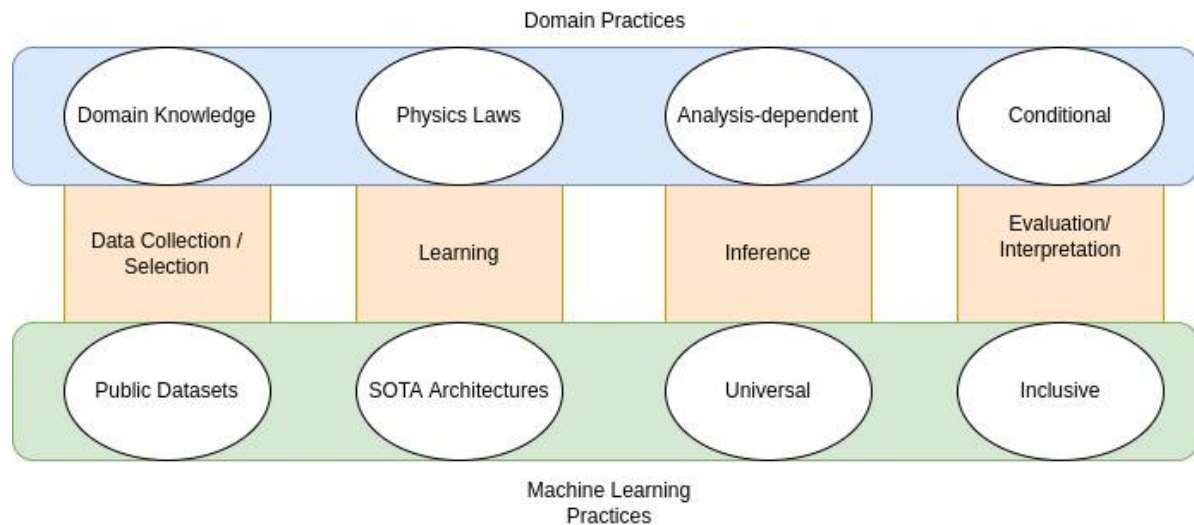 Domain Practices
Domain Knowledge
Physics Laws
Analysis-dependent
Conditional
Data Collection /
Selection
Learning
Inference
Evaluation/
Interpretation
Public Datasets
SOTA Architectures
Universal
Inclusive
Machine Learning
Practices